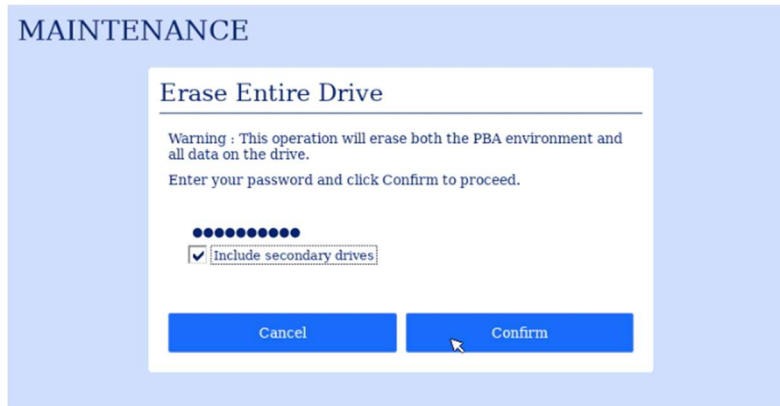 MAINTENANCE
Erase Entire Drive
Warning : This operation will erase both the PBA environment and
all data on the drive.
Enter your password and click Confirm to proceed.
●●●●●●●●●●
Include secondary drives
Cancel Confirm